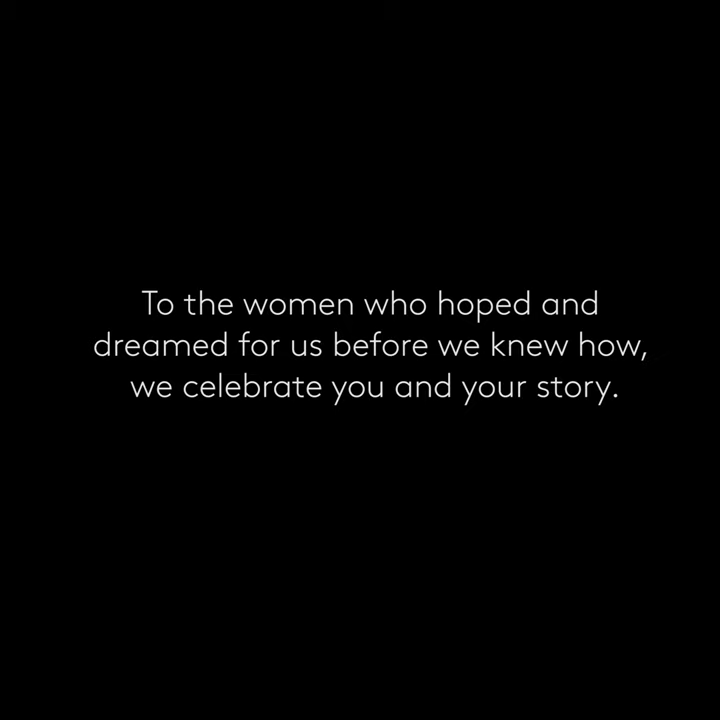 To the women who hoped and
dreamed for us before we knew how,
we celebrate you and your story.